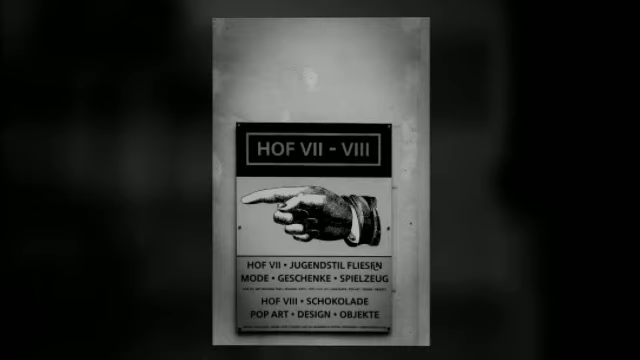 HOF VII - VIII
HOF VII • JUGENDSTIL FLIESEN
MODE • GESCHENKE • SPIELZEUG
HOF VIII • SCHOKOLADE
POP ART • DESIGN • OBJEKTE